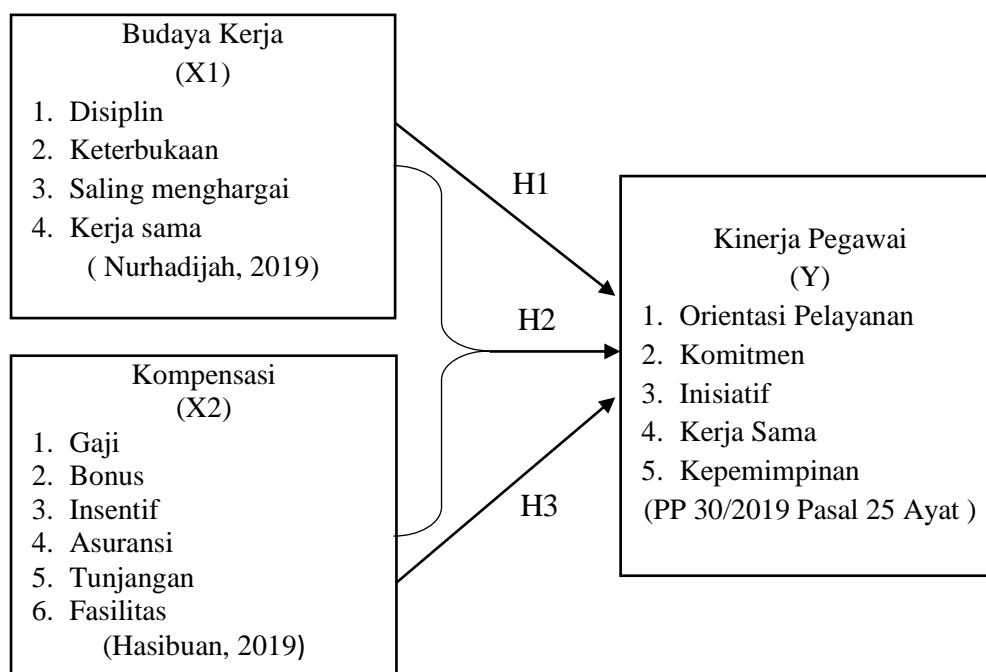 Budaya Kerja
(X1)
1. Disiplin
2. Keterbukaan
3. Saling menghargai
4. Kerja sama
( Nurhadijah, 2019)
Kompensasi
(X2)
1. Gaji
2. Bonus
3. Insentif
4. Asuransi
5. Tunjangan
6. Fasilitas
(Hasibuan, 2019)
H1
H2
H3
Kinerja Pegawai
(Y)
1. Orientasi Pelayanan
2. Komitmen
3. Inisiatif
4. Kerja Sama
5. Kepemimpinan
(PP 30/2019 Pasal 25 Ayat )